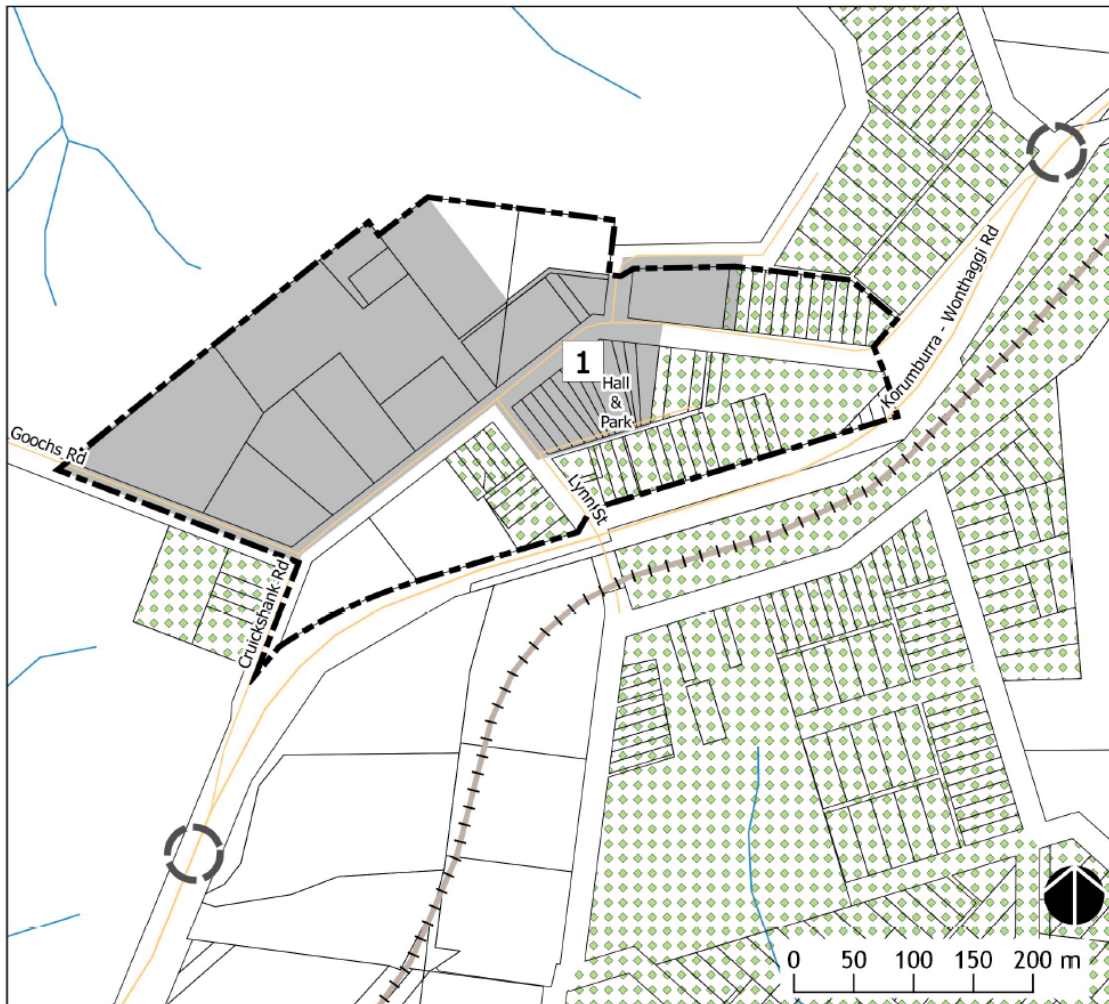 Korumburra - Wonthaggi Rd
1
Hall
&
Park
Goochs Rd
Lynn St
Cruickshank Rd
0 50 100 150 200 m